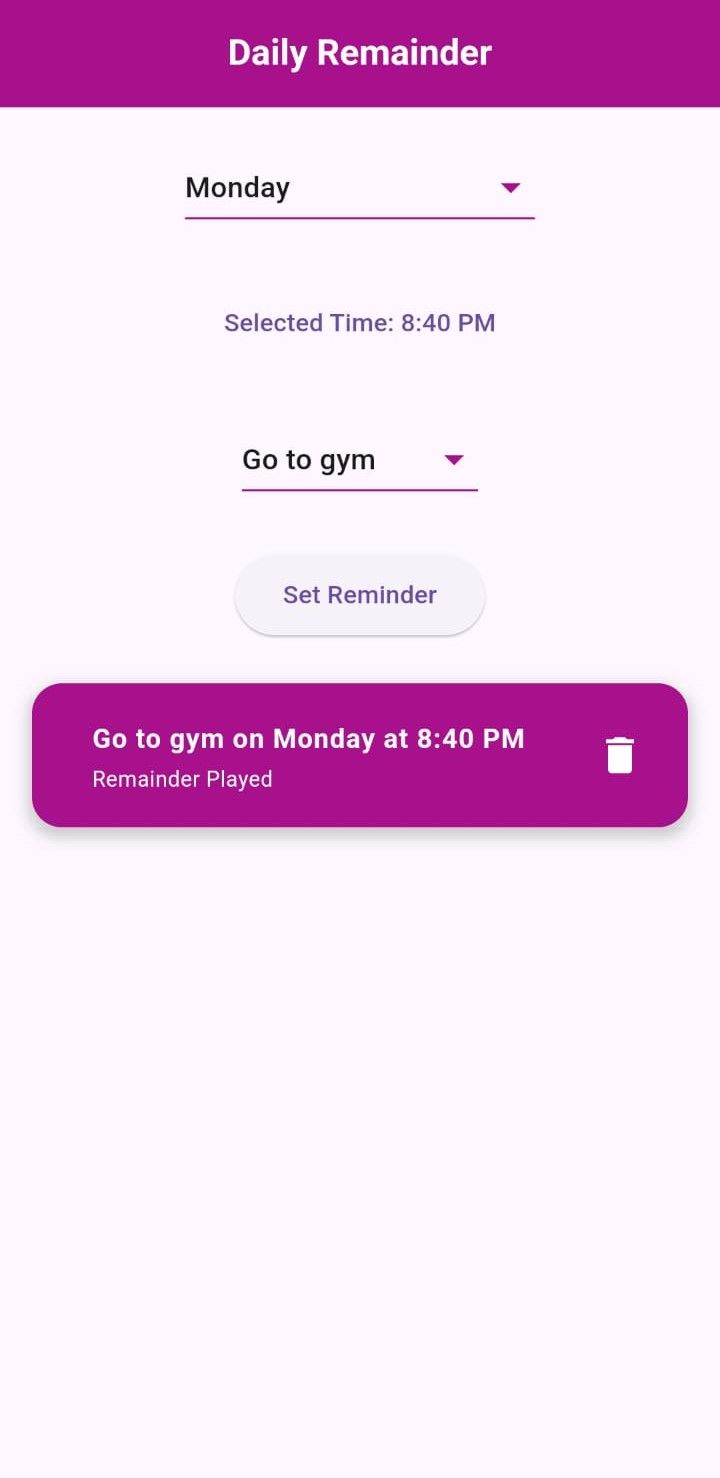 Daily Remainder
Monday
Selected Time: 8:40 PM
Go to gym
Set Reminder
Go to gym on Monday at 8:40 PM
Remainder Played